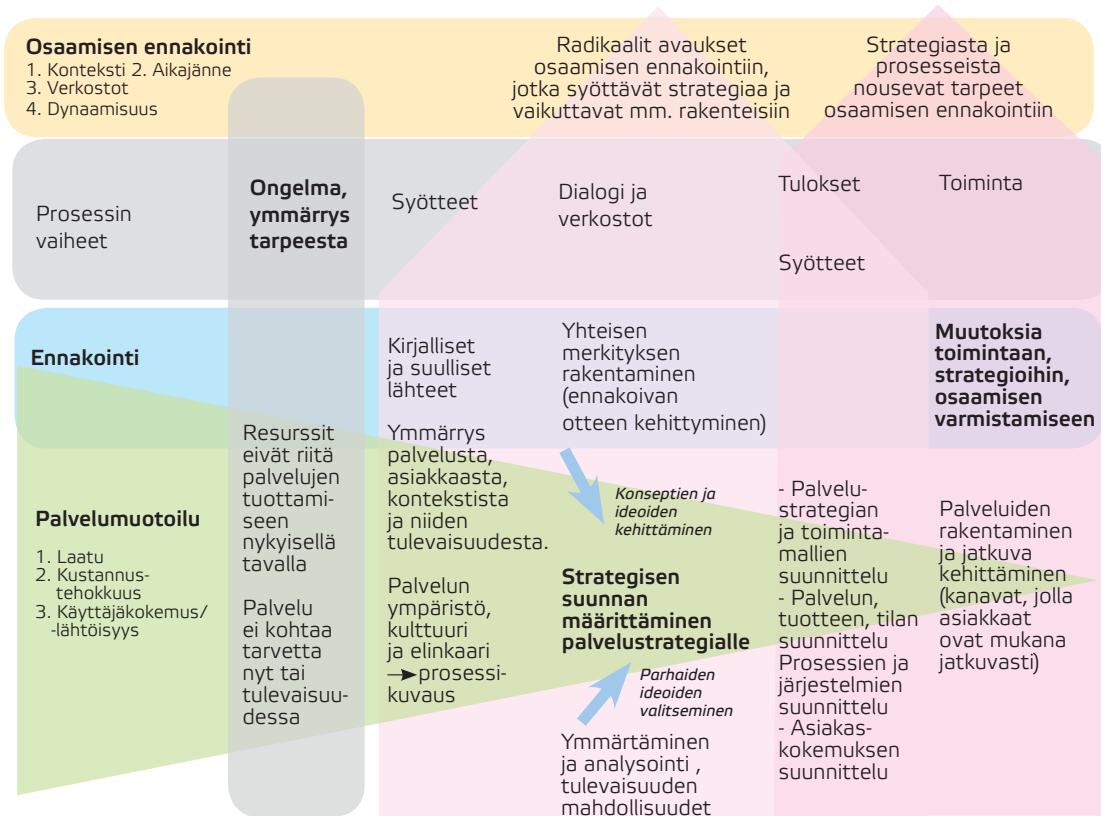 Osaamisen ennakointi
1. Konteksti 2. Aikajänne
3. Verkostot
4. Dynaamisuus
Radikaalit avaukset
osaamisen ennakointiin,
jotka syöttävät strategiaa ja
vaikuttavat mm. rakenteisiin
Strategiasta ja
prosesseista
nousevat tarpeet
osaamisen ennakointiin
Prosessin
vaiheet
Ongelma,
ymmärrys
tarpeesta
Syötteet
Dialogi ja
verkostot
Tulokset
Syötteet
Toiminta
Ennakointi
Kirjalliset
ja suulliset
lähteet
Yhteisen
merkityksen
rakentaminen
(ennakoivan
otteen kehittyminen)
Muutoksia
toimintaan,
strategioihin,
osaamisen
varmistamiseen
Palvelumuotoilu
1. Laatu
2. Kustannus-
tehokkuus
3. Käyttäjäkokemus/
-lähtöisyys
Resurssit
eivät riitä
palvelujen
tuottami-
seen
nykyisellä
tavalla
Palvelu
ei kohtaa
tarvetta
nyt tai
tulevaisuu-
dessa
Ymmärrys
palvelusta,
asiakkaasta,
kontekstista
ja niiden
tulevaisuudesta.
Palvelun
ympäristö,
kulttuuri
ja elinkaari
→prosessi-
kuvaus
Konseptien ja
ideoiden
kehittäminen
Strategisen
suunnan
määrittäminen
palvelustrategialle
Parhaiden
ideoiden
valitseminen
Ymmärtäminen
ja analysointi ,
tulevaisuuden
mahdollisuudet
- Palvelu-
strategian
ja toiminta-
mallien
suunnittelu
- Palvelun,
tuotteen, tilan
suunnittelu
Prosessien ja
järjestelmien
suunnittelu
- Asiakas-
kokemuksen
suunnittelu
Palveluiden
rakentaminen
ja jatkuva
kehittäminen
(kanavat, jolla
asiakkaat
ovat mukana
jatkuvasti)